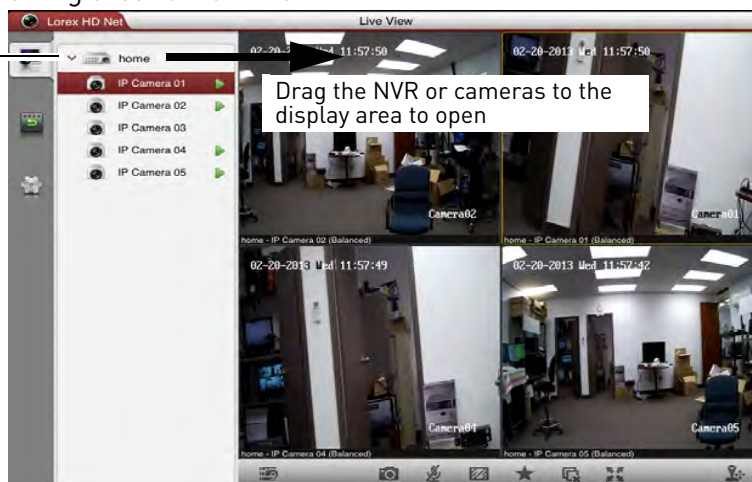 Lorex HD Net
Live View
home
IP Camera 01
IP Camera 02
IP Camera 03
IP Camera 04
IP Camera 05
Drag the NVR or cameras to the
display area to open
Wed 11:57:50
Camera02
home - IP Camera 02 (Balanced)
02-20-2013 Wed 11:57:50
Camera01
home - IP Camera 01 (Balanced)
02-20-2013 Wed 11:57:49
Camera04
home - IP Camera 04 (Balanced)
02-20-2013 Wed 11:57:42
Camera05
home - IP Camera 05 (Balanced)